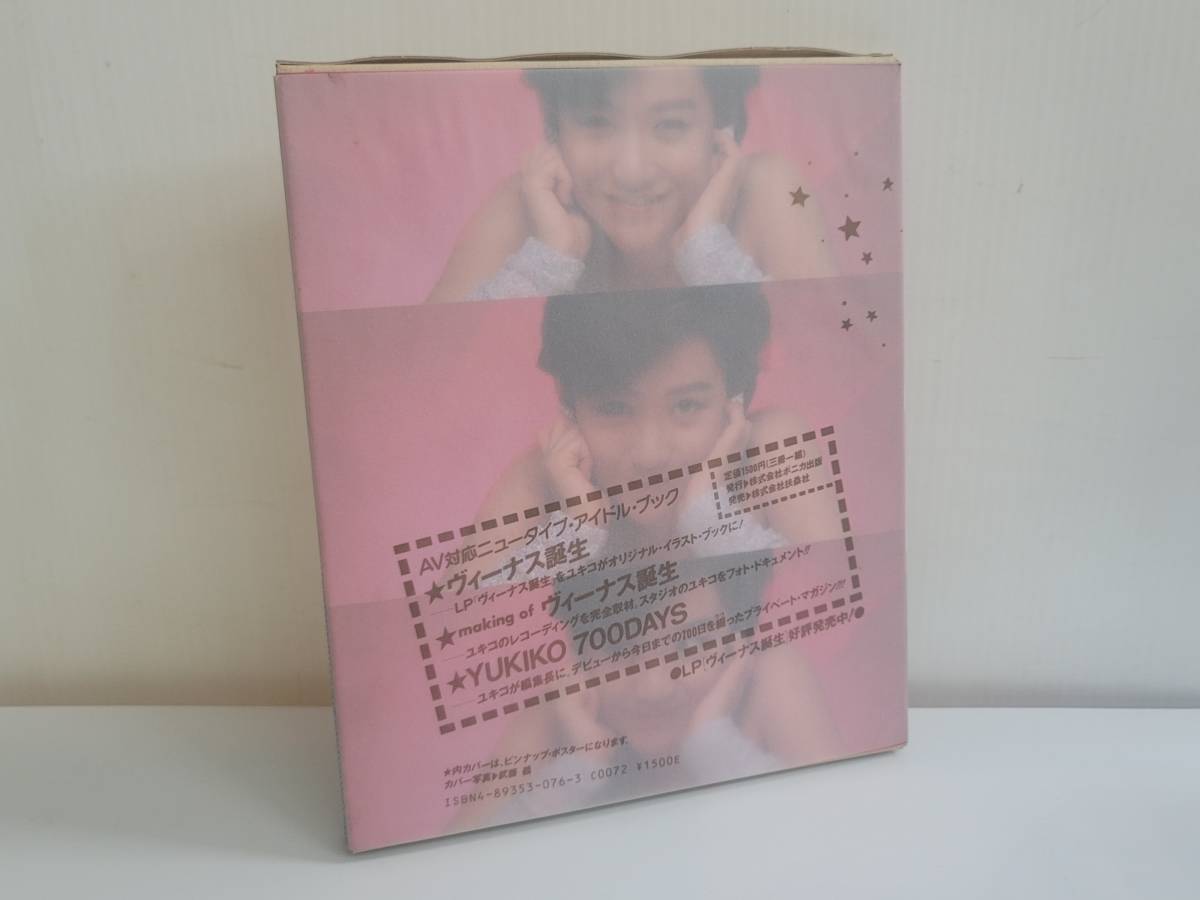 AV対応ニュータイプ・アイドル・ブック
定価1500円(三冊一組)
発行▶株式会社ポニカ出版
発売▶株式会社扶桑社
★ヴィーナス誕生
LP「ヴィーナス誕生」をユキコがオリジナル・イラスト・ブックに!
★making of ヴィーナス誕生
ユキコのレコーディングを完全取材。スタジオのユキコをフォト・ドキュメント!!
★YUKIKO 700DAYS
ユキコが編集長に。デビューから今日までの700日を綴ったプライベート・マガジン!!!
●LP「ヴィーナス誕生」好評発売中!●
★内カバーは、ピンナップ・ポスターになります。
カバー写真▶武藤 義
ISBN4-89353-076-3 C0072 ¥1500E